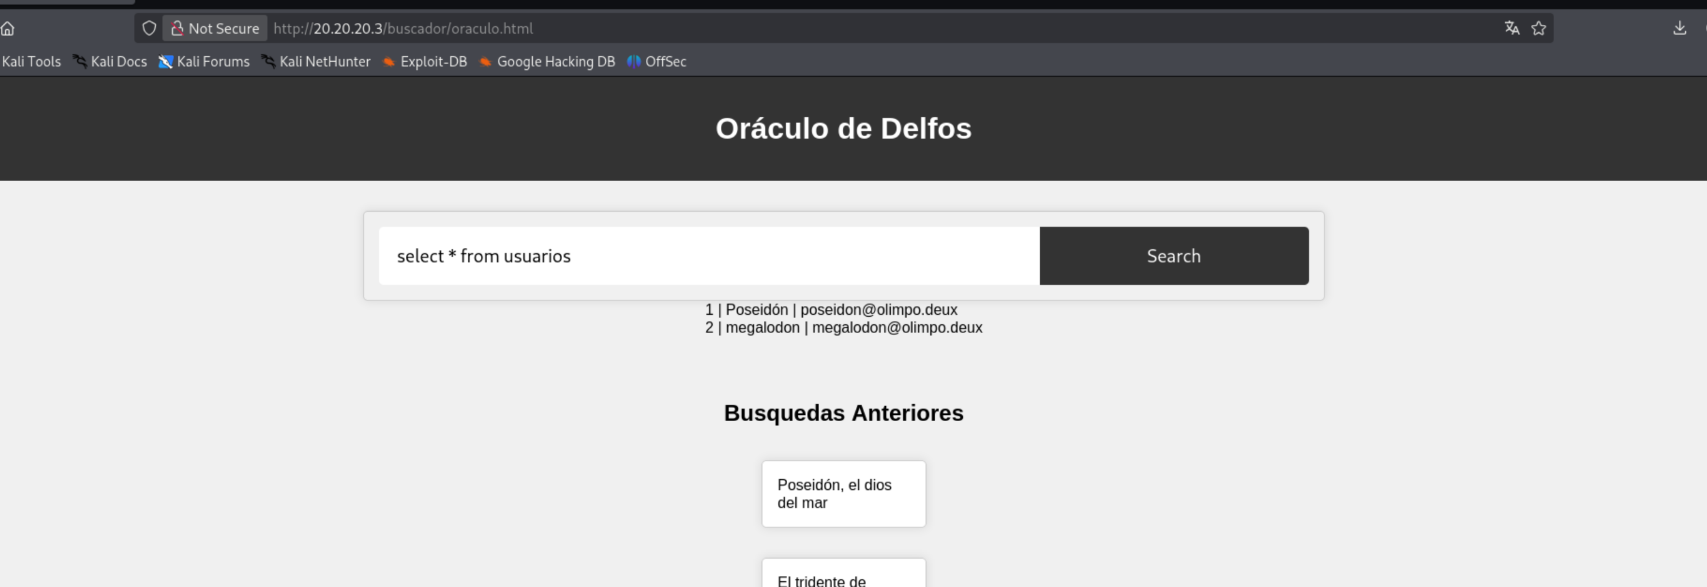 Not Secure http://20.20.20.3/buscador/oraculo.html
Kali Tools Kali Docs Kali Forums Kali NetHunter Exploit-DB Google Hacking DB OffSec
Oráculo de Delfos
select * from usuarios Search
1 | Poseidón | poseidon@olimpo.deux
2 | megalodon | megalodon@olimpo.deux
Busquedas Anteriores
Poseidón, el dios
del mar
El tridente de